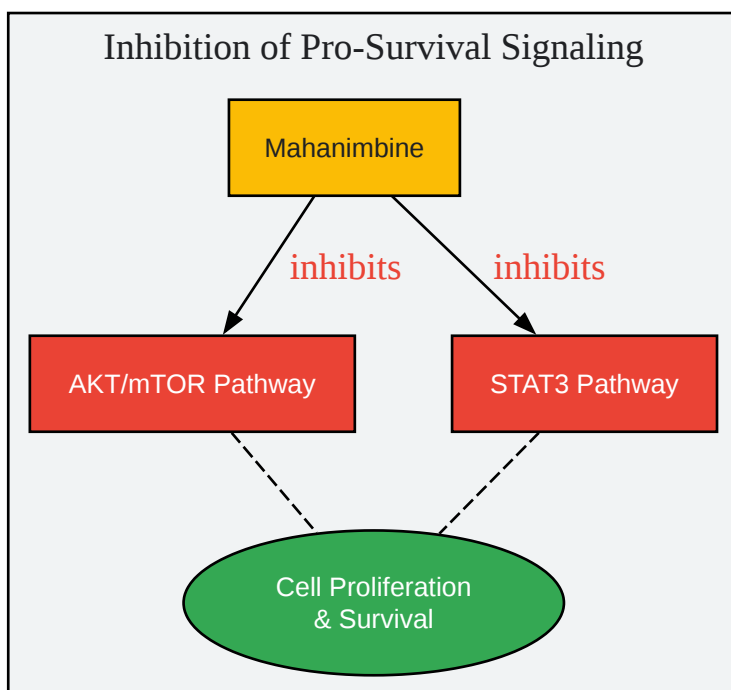 Inhibition of Pro-Survival Signaling
Mahanimbine
inhibits
inhibits
AKT/mTOR Pathway
STAT3 Pathway
Cell Proliferation
& Survival